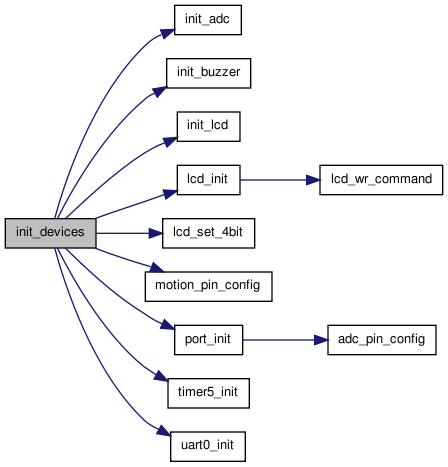 init_adc
init_buzzer
init_lcd
lcd_init
lcd_wr_command
init_devices
lcd_set_4bit
motion_pin_config
port_init
adc_pin_config
timer5_init
uart0_init